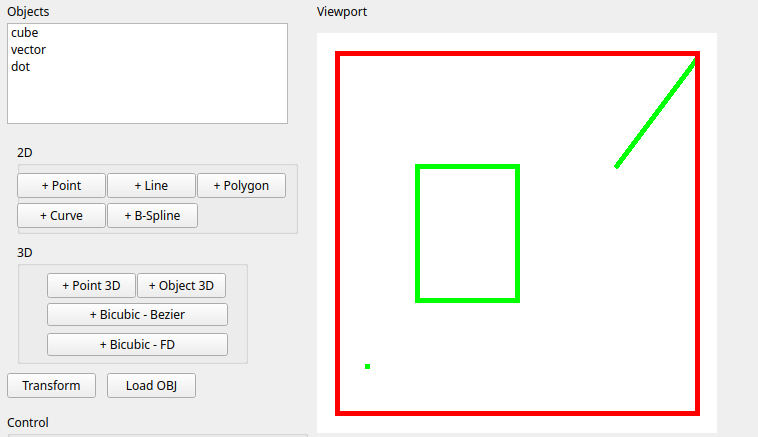 Objects
Viewport
cube
vector
dot
2D
+ Point
+ Line
+ Polygon
+ Curve
+ B-Spline
3D
+ Point 3D
+ Object 3D
+ Bicubic - Bezier
+ Bicubic - FD
Transform
Load OBJ
Control